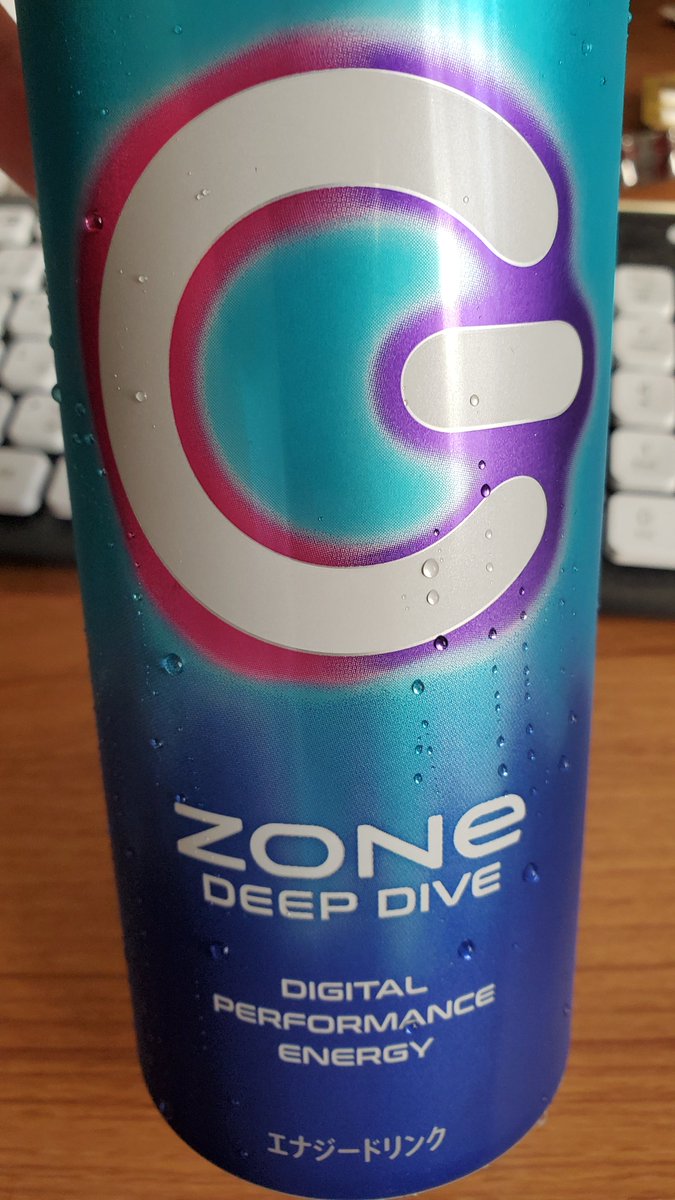 ZONe
DEEP DIVE
DIGITAL
PERFORMANCE
ENERGY
エナジードリンク